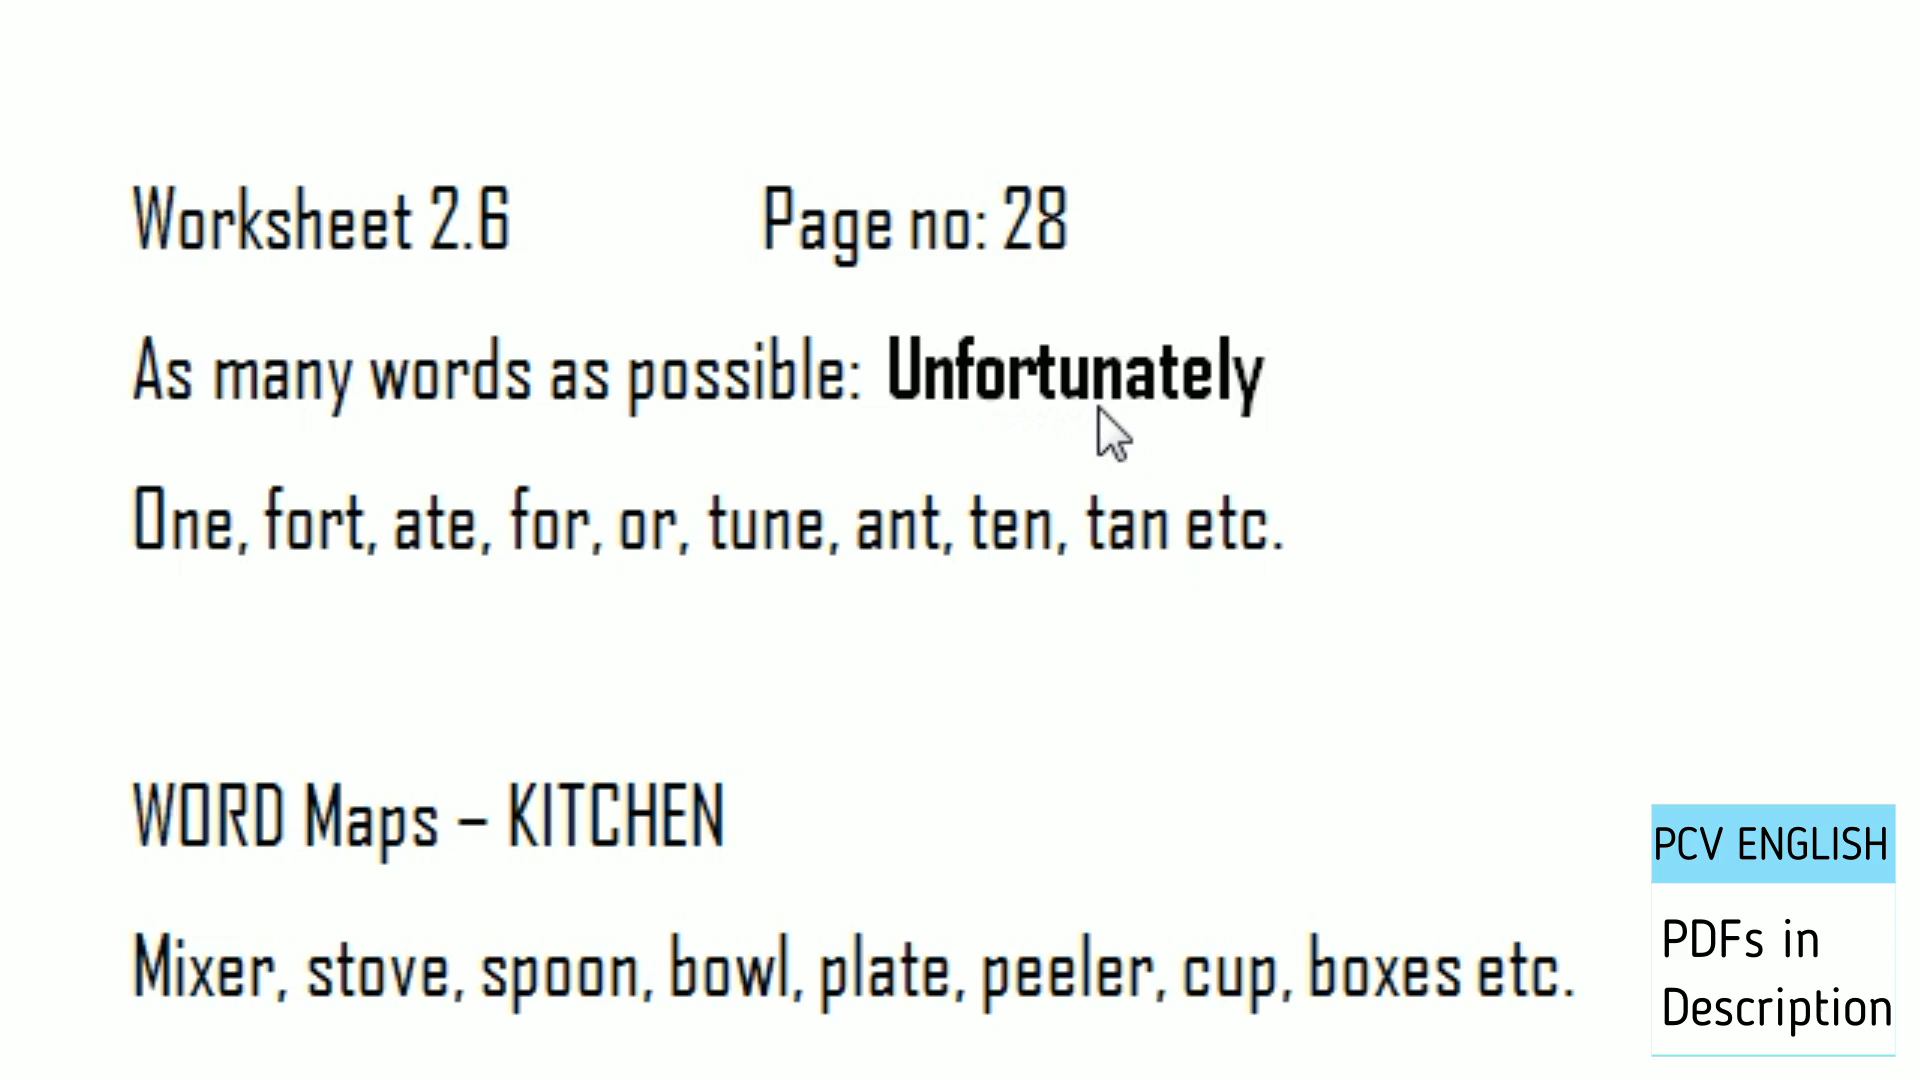 Worksheet 2.6 Page no: 28
As many words as possible: Unfortunately
One, fort, ate, for, or, tune, ant, ten, tan etc.
WORD Maps – KITCHEN
Mixer, stove, spoon, bowl, plate, peeler, cup, boxes etc.
PCV ENGLISH
PDFs in
Description